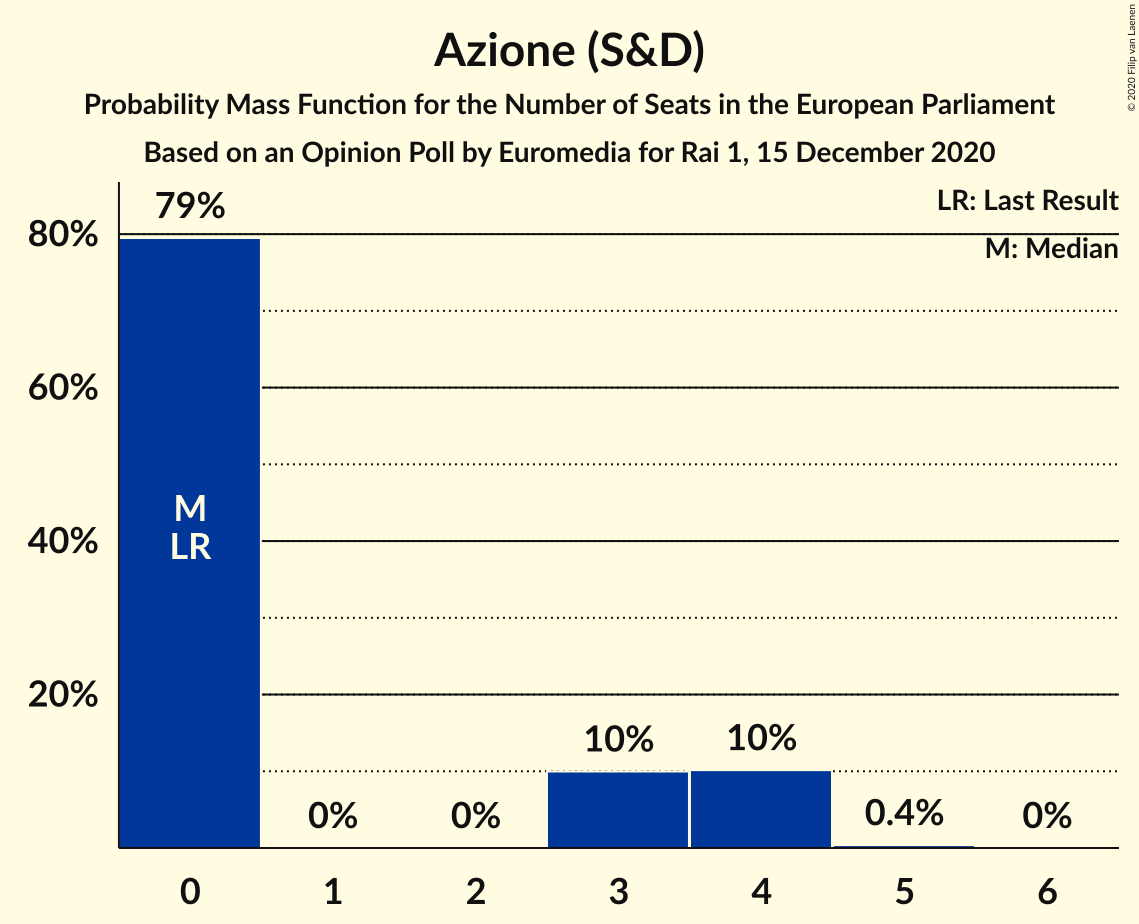 Azione (S&D)
Probability Mass Function for the Number of Seats in the European Parliament
Based on an Opinion Poll by Euromedia for Rai 1, 15 December 2020
© 2020 Filip van Laenen
LR: Last Result
M: Median
79%
80%
60%
40%
20%
M
LR
0%
0%
10%
10%
0.4%
0%
0
1
2
3
4
5
6